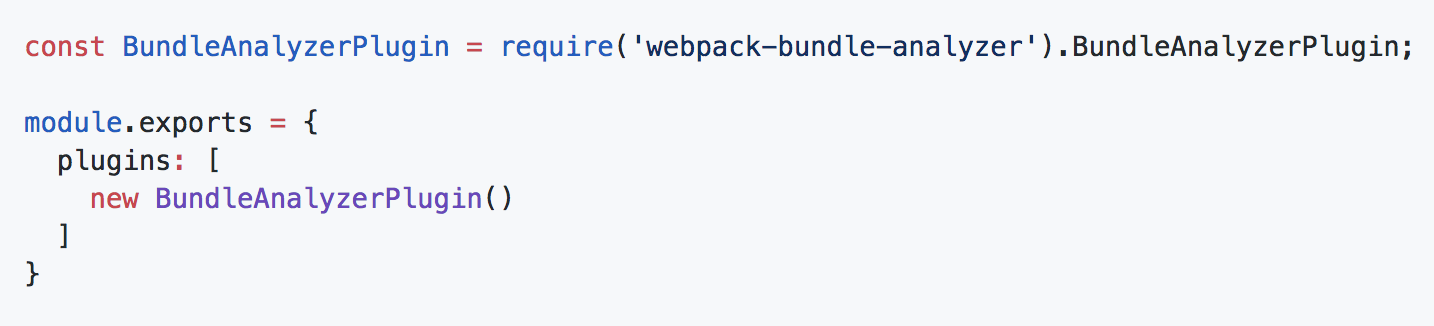 const BundleAnalyzerPlugin = require('webpack-bundle-analyzer').BundleAnalyzerPlugin;

module.exports = {
  plugins: [
    new BundleAnalyzerPlugin()
  ]
}